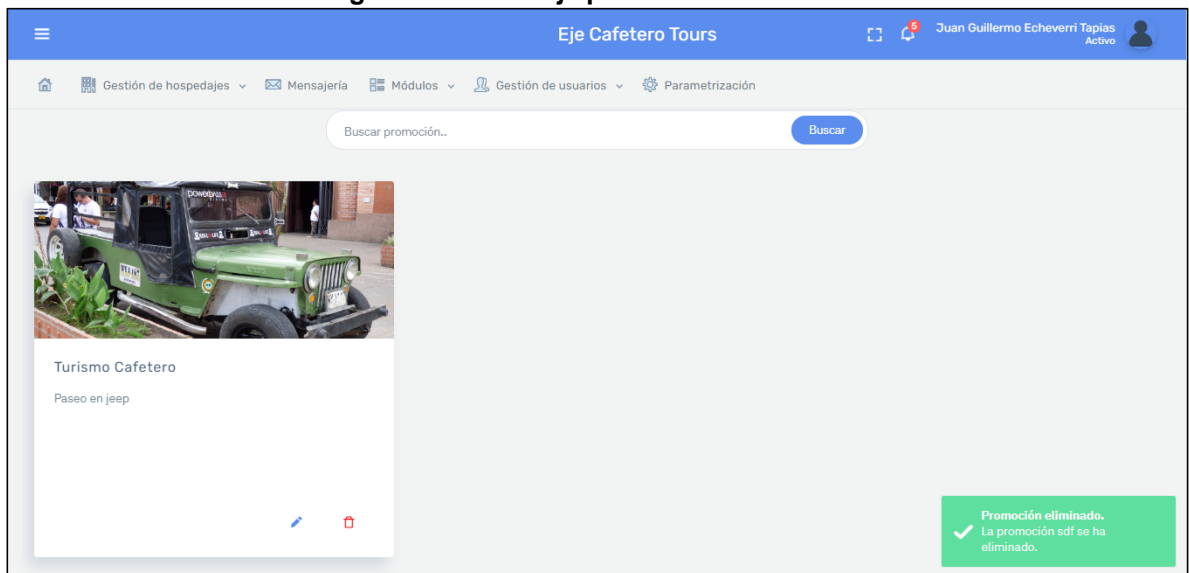 Eje Cafetero Tours
5
Juan Guillermo Echeverri Tapias
Activo
Gestión de hospedajes
Mensajería
Módulos
Gestión de usuarios
Parametrización
Buscar promoción..
Buscar
Turismo Cafetero
Paseo en jeep
Promoción eliminado.
La promoción sdf se ha
eliminado.